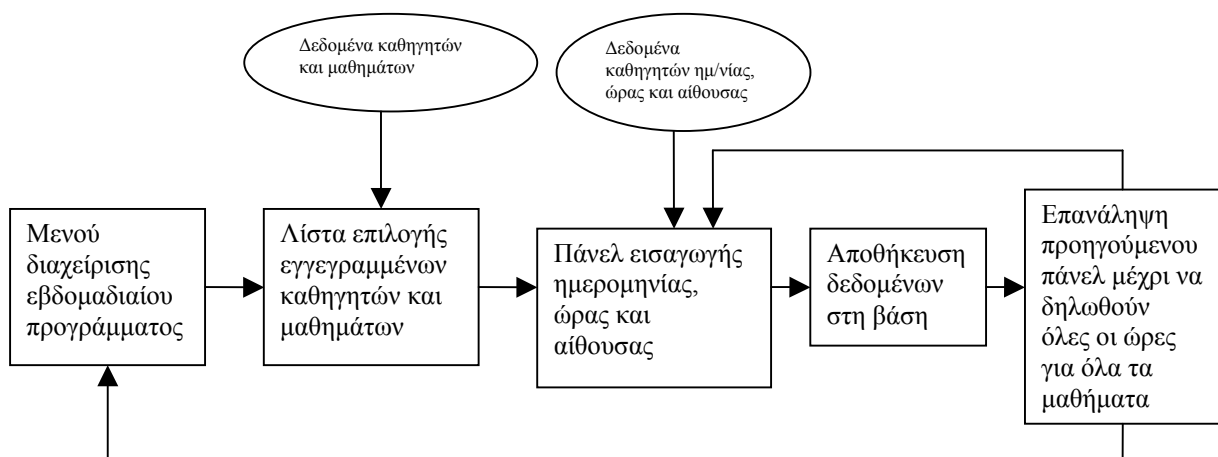 Δεδομένα καθηγητών
και μαθημάτων
Δεδομένα
καθηγητών ημ/νίας,
ώρας και αίθουσας
Μενού
διαχείρισης
εβδομαδιαίου
προγράμματος
Λίστα επιλογής
εγγεγραμμένων
καθηγητών και
μαθημάτων
Πάνελ εισαγωγής
ημερομηνίας,
ώρας και
αίθουσας
Αποθήκευση
δεδομένων
στη βάση
Επανάληψη
προηγούμενου
πάνελ μέχρι να
δηλωθούν
όλες οι ώρες
για όλα τα
μαθήματα